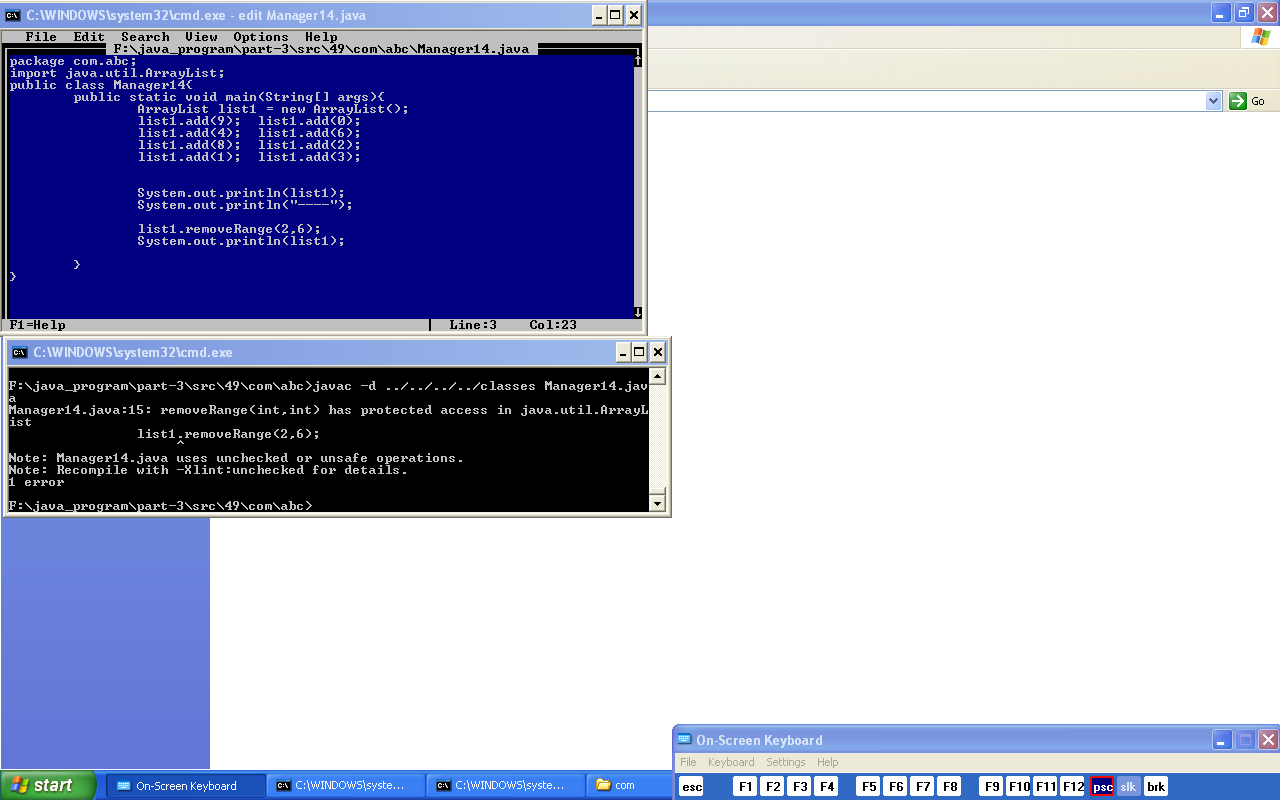 C:\WINDOWS\system32\cmd.exe - edit Manager14.java
File Edit Search View Options Help
F:\java_program\part-3\src\49\com\abc\Manager14.java
package com.abc;
import java.util.ArrayList;
public class Manager14{
public static void main(String[] args){
ArrayList list1 = new ArrayList();
list1.add(9); list1.add(0);
list1.add(4); list1.add(6);
list1.add(8); list1.add(2);
list1.add(1); list1.add(3);
System.out.println(list1);
System.out.println("----");
list1.removeRange(2,6);
System.out.println(list1);
}
}
F1=Help | Line:3 Col:23
Go
C:\WINDOWS\system32\cmd.exe
F:\java_program\part-3\src\49\com\abc>javac -d ../../../../classes Manager14.jav
a
Manager14.java:15: removeRange(int,int) has protected access in java.util.ArrayL
ist
list1.removeRange(2,6);
^
Note: Manager14.java uses unchecked or unsafe operations.
Note: Recompile with -Xlint:unchecked for details.
1 error
F:\java_program\part-3\src\49\com\abc>
On-Screen Keyboard
File Keyboard Settings Help
esc F1 F2 F3 F4 F5 F6 F7 F8 F9 F10 F11 F12 psc slk brk
start On-Screen Keyboard C:\WINDOWS\syste... C:\WINDOWS\syste... com